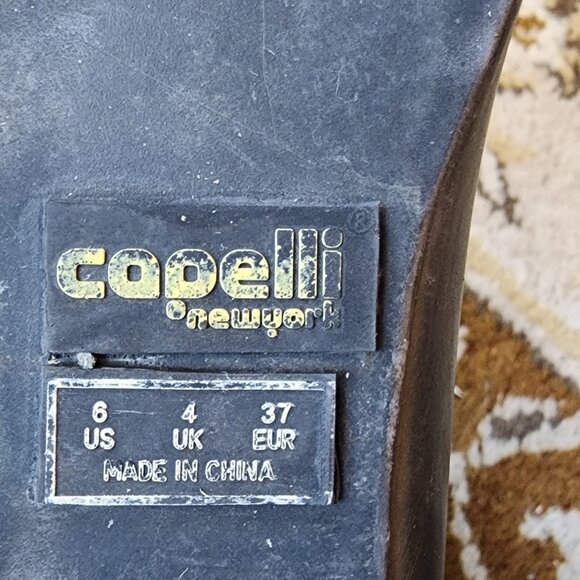 capelli®
newyork
6 4 37
US UK EUR
MADE IN CHINA